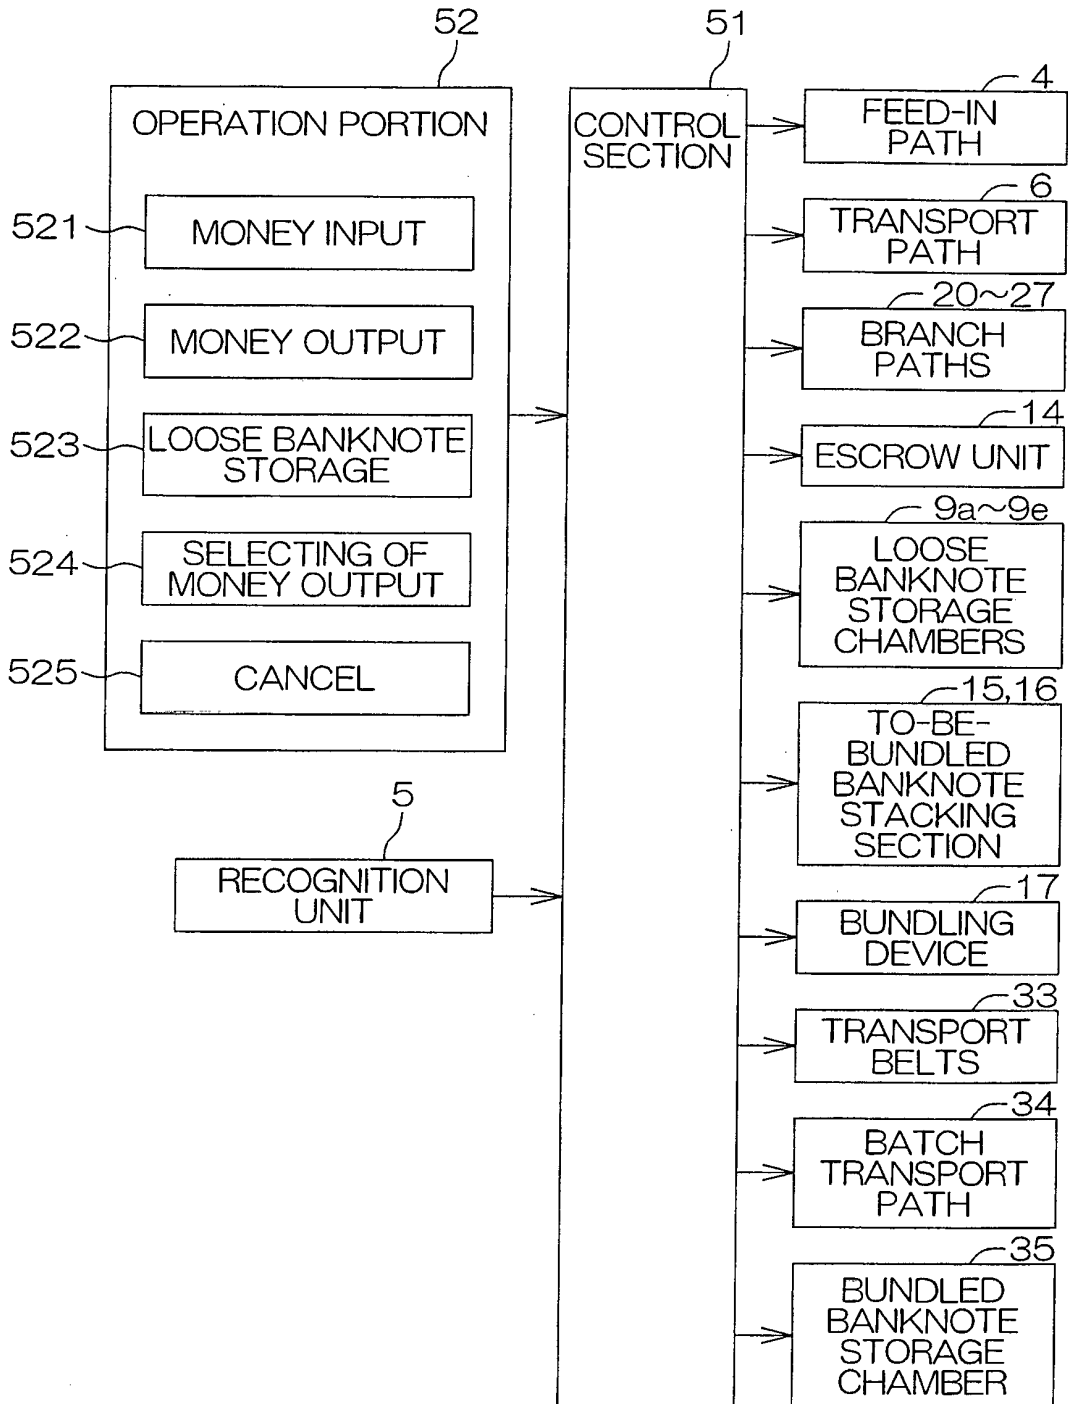 52
OPERATION PORTION
521
MONEY INPUT
522
MONEY OUTPUT
523
LOOSE BANKNOTE
STORAGE
524
SELECTING OF
MONEY OUTPUT
525
CANCEL
5
RECOGNITION
UNIT
51
CONTROL
SECTION
4
FEED-IN
PATH
6
TRANSPORT
PATH
20~27
BRANCH
PATHS
14
ESCROW UNIT
9a~9e
LOOSE
BANKNOTE
STORAGE
CHAMBERS
15,16
TO-BE-
BUNDLED
BANKNOTE
STACKING
SECTION
17
BUNDLING
DEVICE
33
TRANSPORT
BELTS
34
BATCH
TRANSPORT
PATH
35
BUNDLED
BANKNOTE
STORAGE
CHAMBER